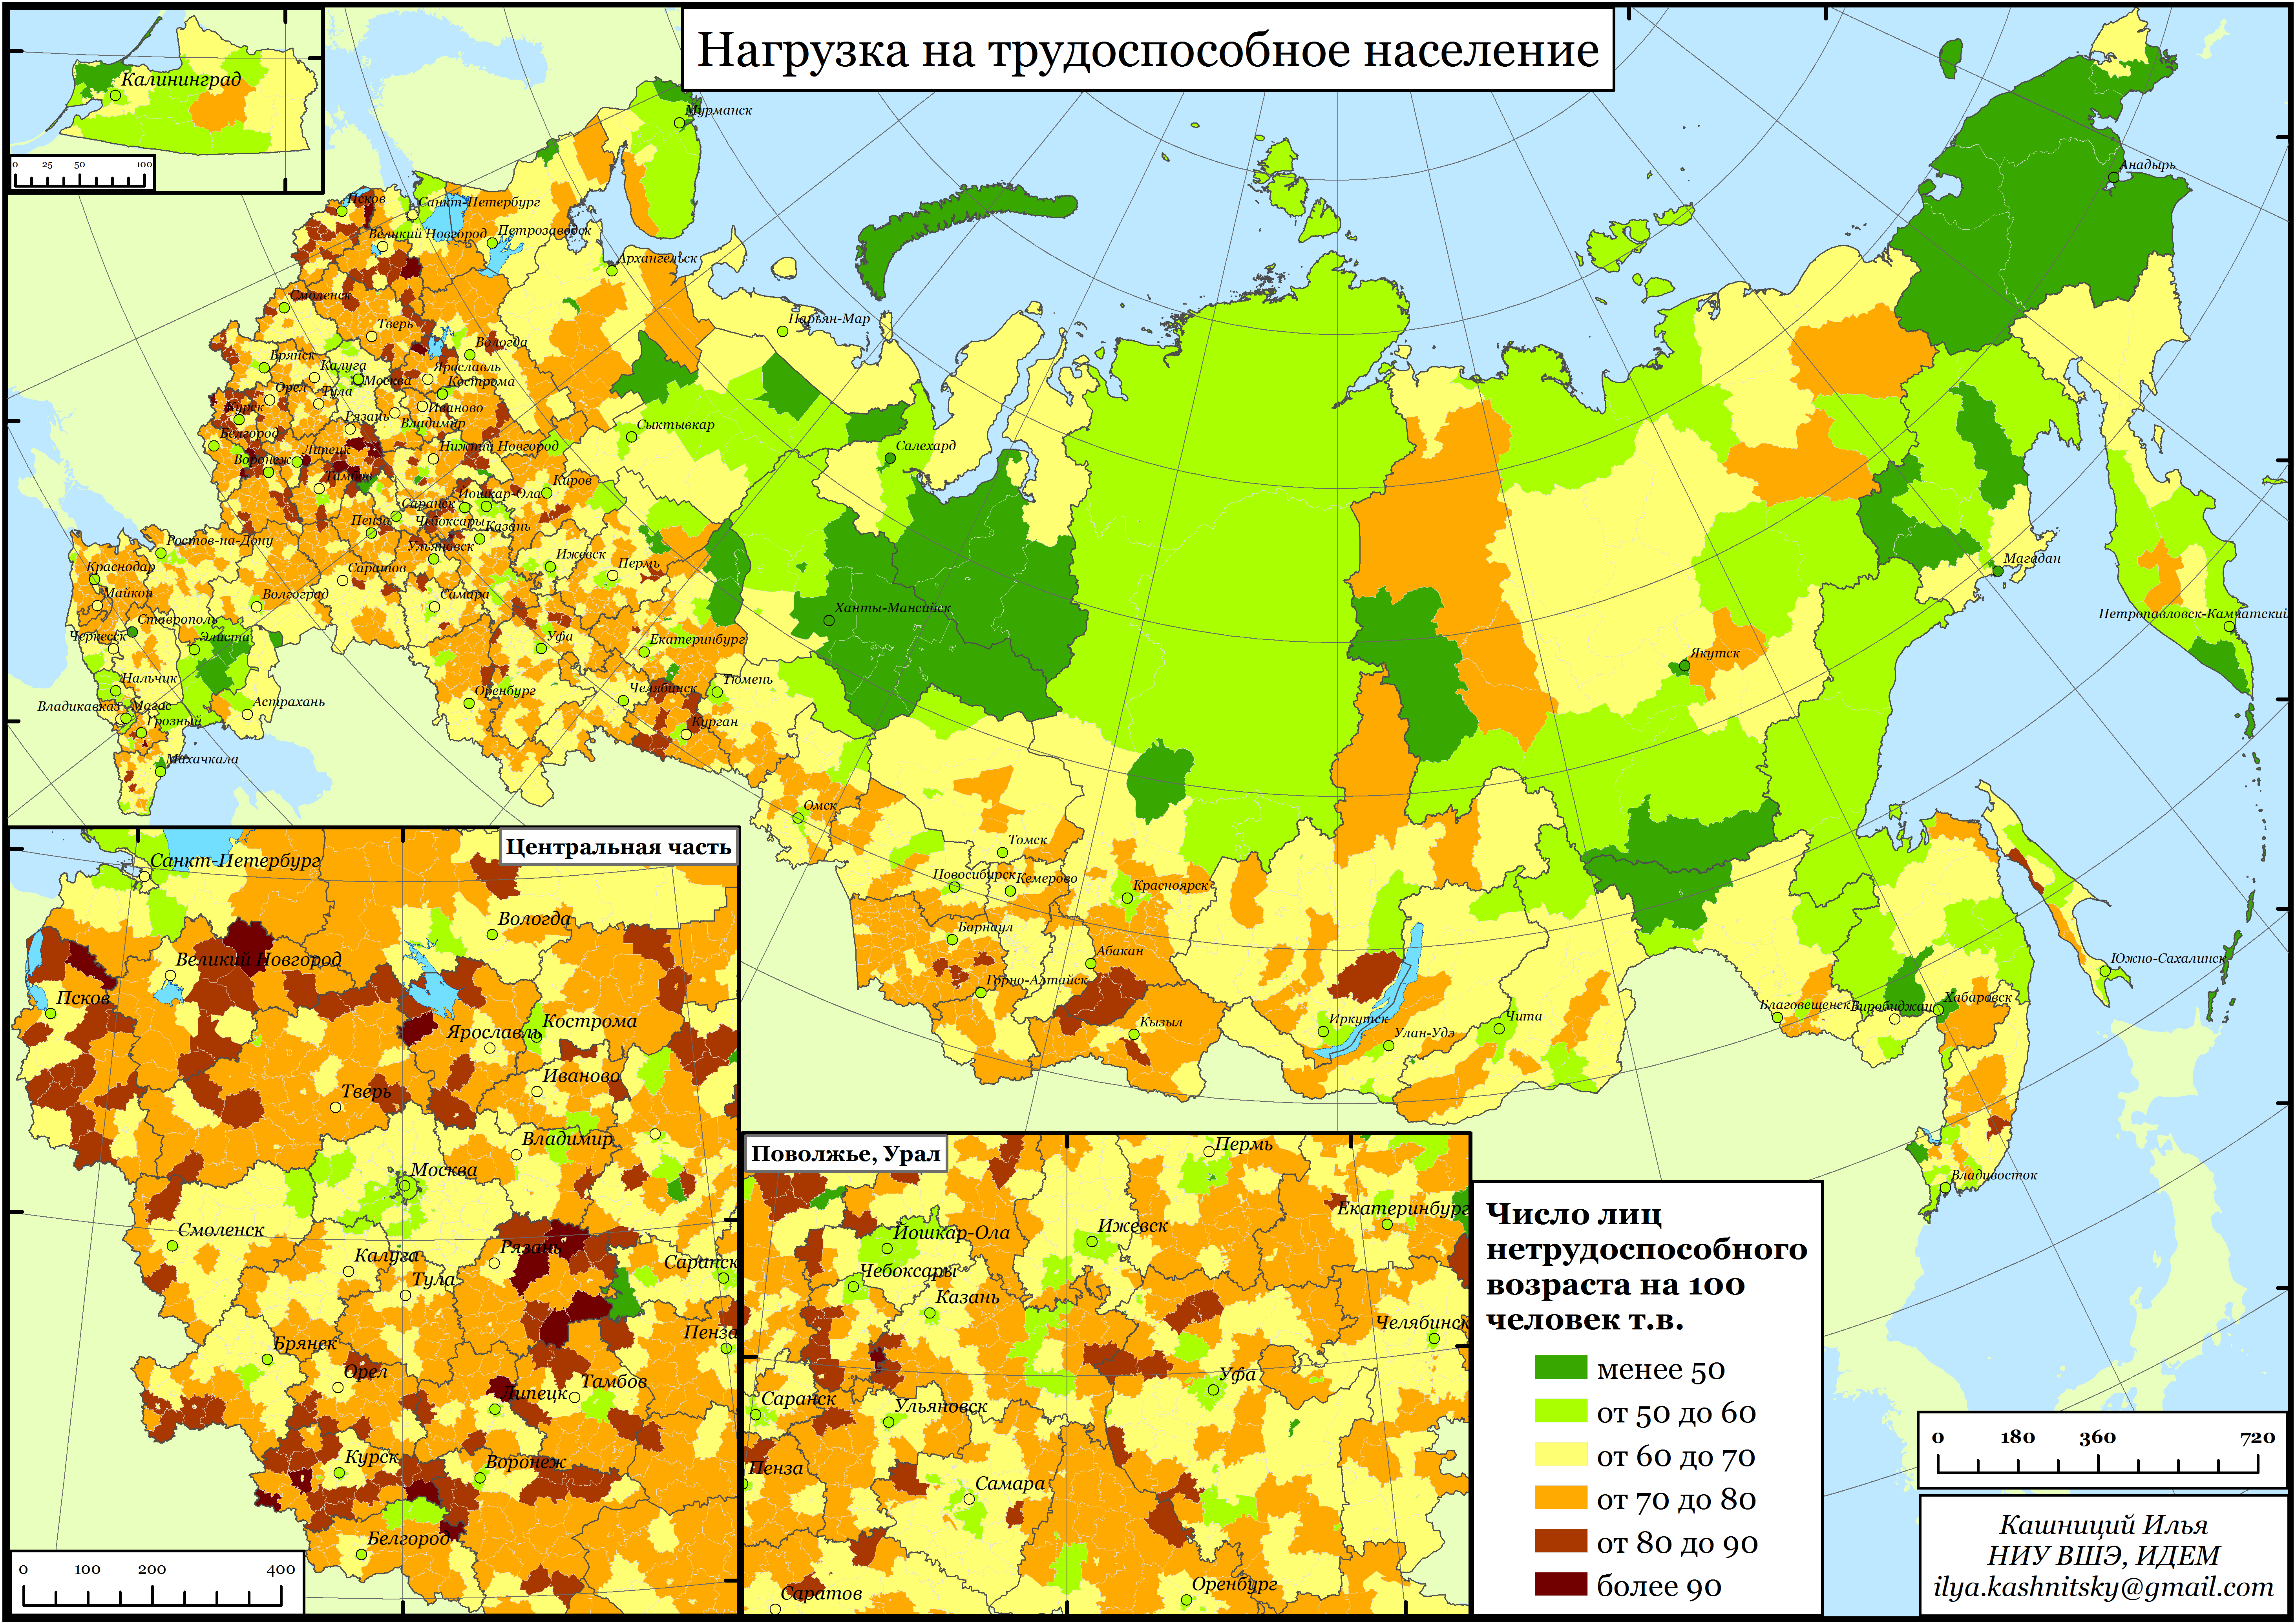 Нагрузка на трудоспособное население
Калининград
0 25 50 100
Мурманск
Анадырь
Псков
Санкт-Петербург
Великий Новгород
Петрозаводск
Архангельск
Смоленск
Нарьян-Мар
Тверь
Вологда
Брянск
Калуга
Ярославль
Москва
Кострома
Орел
Тула
Курск
Рязань
Иваново
Владимир
Сыктывкар
Белгород
Липецк
Нижний Новгород
Салехард
Воронеж
Тамбов
Киров
Йошкар-Ола
Саранск
Пенза
Чебоксары
Казань
Ростов-на-Дону
Ульяновск
Ижевск
Магадан
Краснодар
Саратов
Пермь
Майкоп
Волгоград
Самара
Ханты-Мансийск
Петропавловск-Камчатский
Ставрополь
Черкесск
Элиста
Уфа
Екатеринбург
Якутск
Нальчик
Оренбург
Челябинск
Тюмень
Владикавказ
Магас
Астрахань
Грозный
Курган
Махачкала
Омск
Томск
Новосибирск
Кемерово
Красноярск
Барнаул
Абакан
Горно-Алтайск
Южно-Сахалинск
Кызыл
Иркутск
Улан-Удэ
Чита
Благовещенск
Биробиджан
Хабаровск
Владивосток
Центральная часть
Санкт-Петербург
Вологда
Великий Новгород
Псков
Ярославль
Кострома
Иваново
Тверь
Владимир
Москва
Смоленск
Калуга
Рязань
Тула
Саранск
Пенза
Брянск
Орел
Липецк
Тамбов
Курск
Воронеж
Белгород
0 100 200 400
Поволжье, Урал
Пермь
Екатеринбург
Йошкар-Ола
Ижевск
Чебоксары
Казань
Челябинск
Уфа
Саранск
Ульяновск
Пенза
Самара
Саратов
Оренбург
Число лиц
нетрудоспособного
возраста на 100
человек т.в.
менее 50
от 50 до 60
от 60 до 70
от 70 до 80
от 80 до 90
более 90
0 180 360 720
Кашницкий Илья
НИУ ВШЭ, ИДЕМ
ilya.kashnitsky@gmail.com